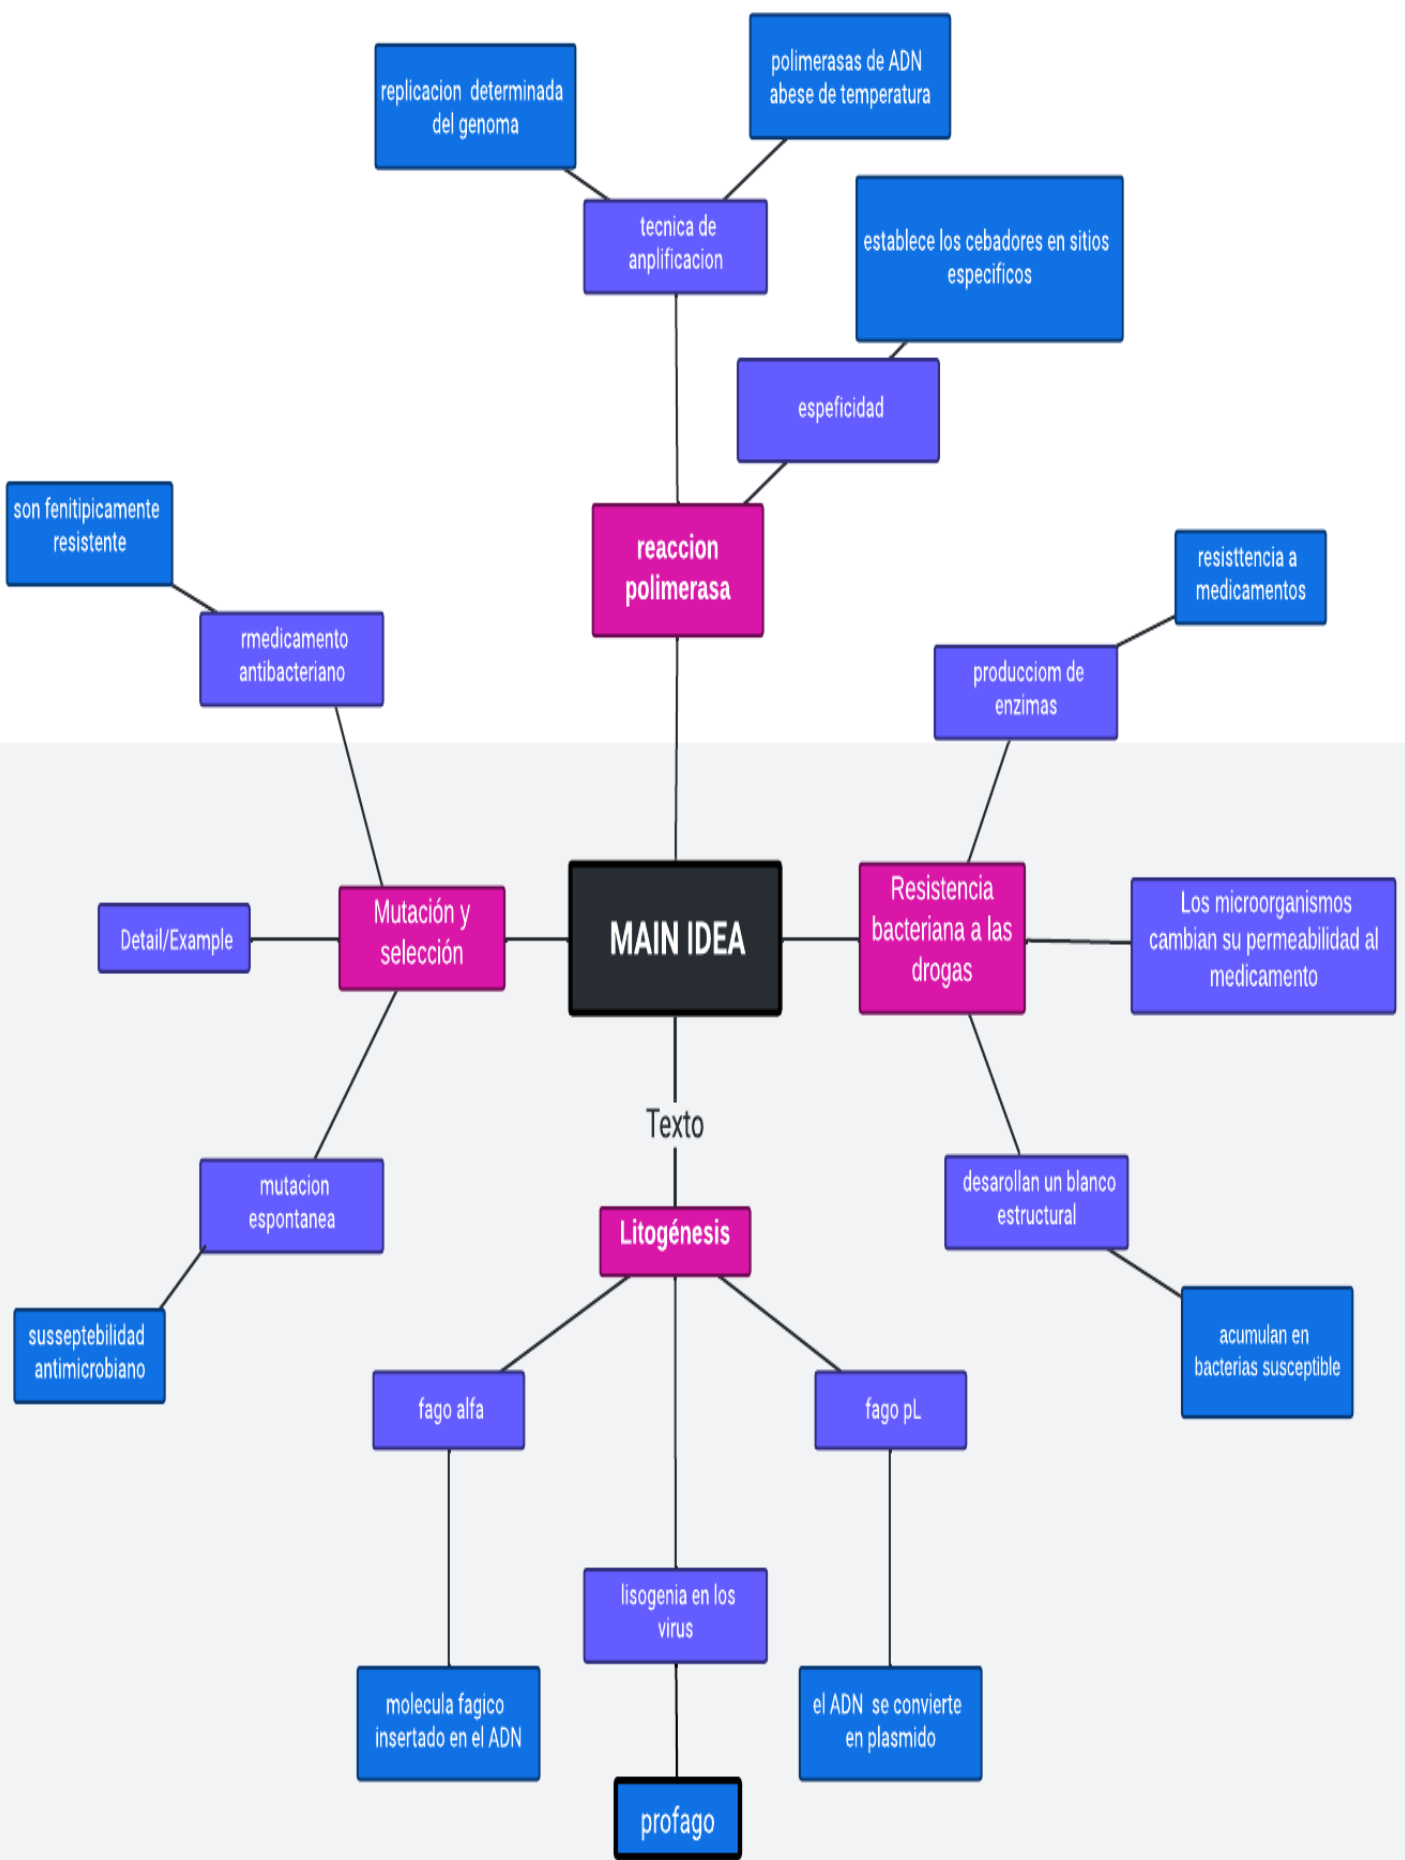 polimerasas de ADN
abese de temperatura
replicacion determinada
del genoma
tecnica de
anplificacion
establece los cebadores en sitios
especificos
espeficidad
reaccion
polimerasa
son fenitipicamente
resistente
rmedicamento
antibacteriano
resisttencia a
medicamentos
producciom de
enzimas
Mutación y
selección
Detail/Example
MAIN IDEA
Resistencia
bacteriana a las
drogas
Los microorganismos
cambian su permeabilidad al
medicamento
Texto
mutacion
espontanea
desarollan un blanco
estructural
Litogénesis
susseptebilidad
antimicrobiano
acumulan en
bacterias susceptible
fago alfa
fago pL
lisogenia en los
virus
molecula fagico
insertado en el ADN
el ADN se convierte
en plasmido
profago